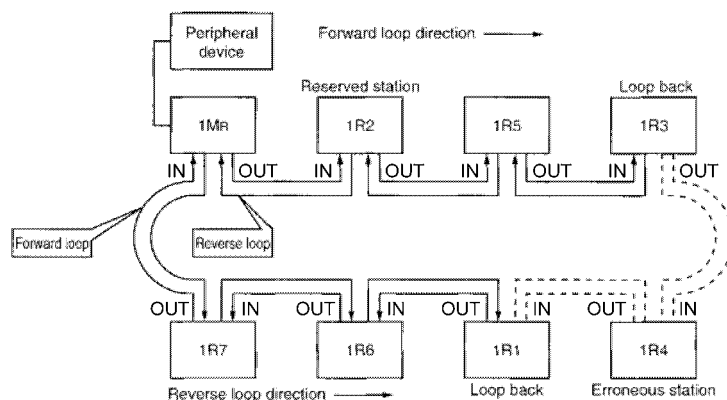 Peripheral
device
Forward loop direction
Reserved station
Loop back
1MR
1R2
1R5
1R3
IN
OUT
IN
OUT
IN
OUT
IN
OUT
Forward loop
Reverse loop
OUT
IN
OUT
IN
OUT
IN
OUT
IN
1R7
1R6
1R1
1R4
Reverse loop direction
Loop back
Erroneous station